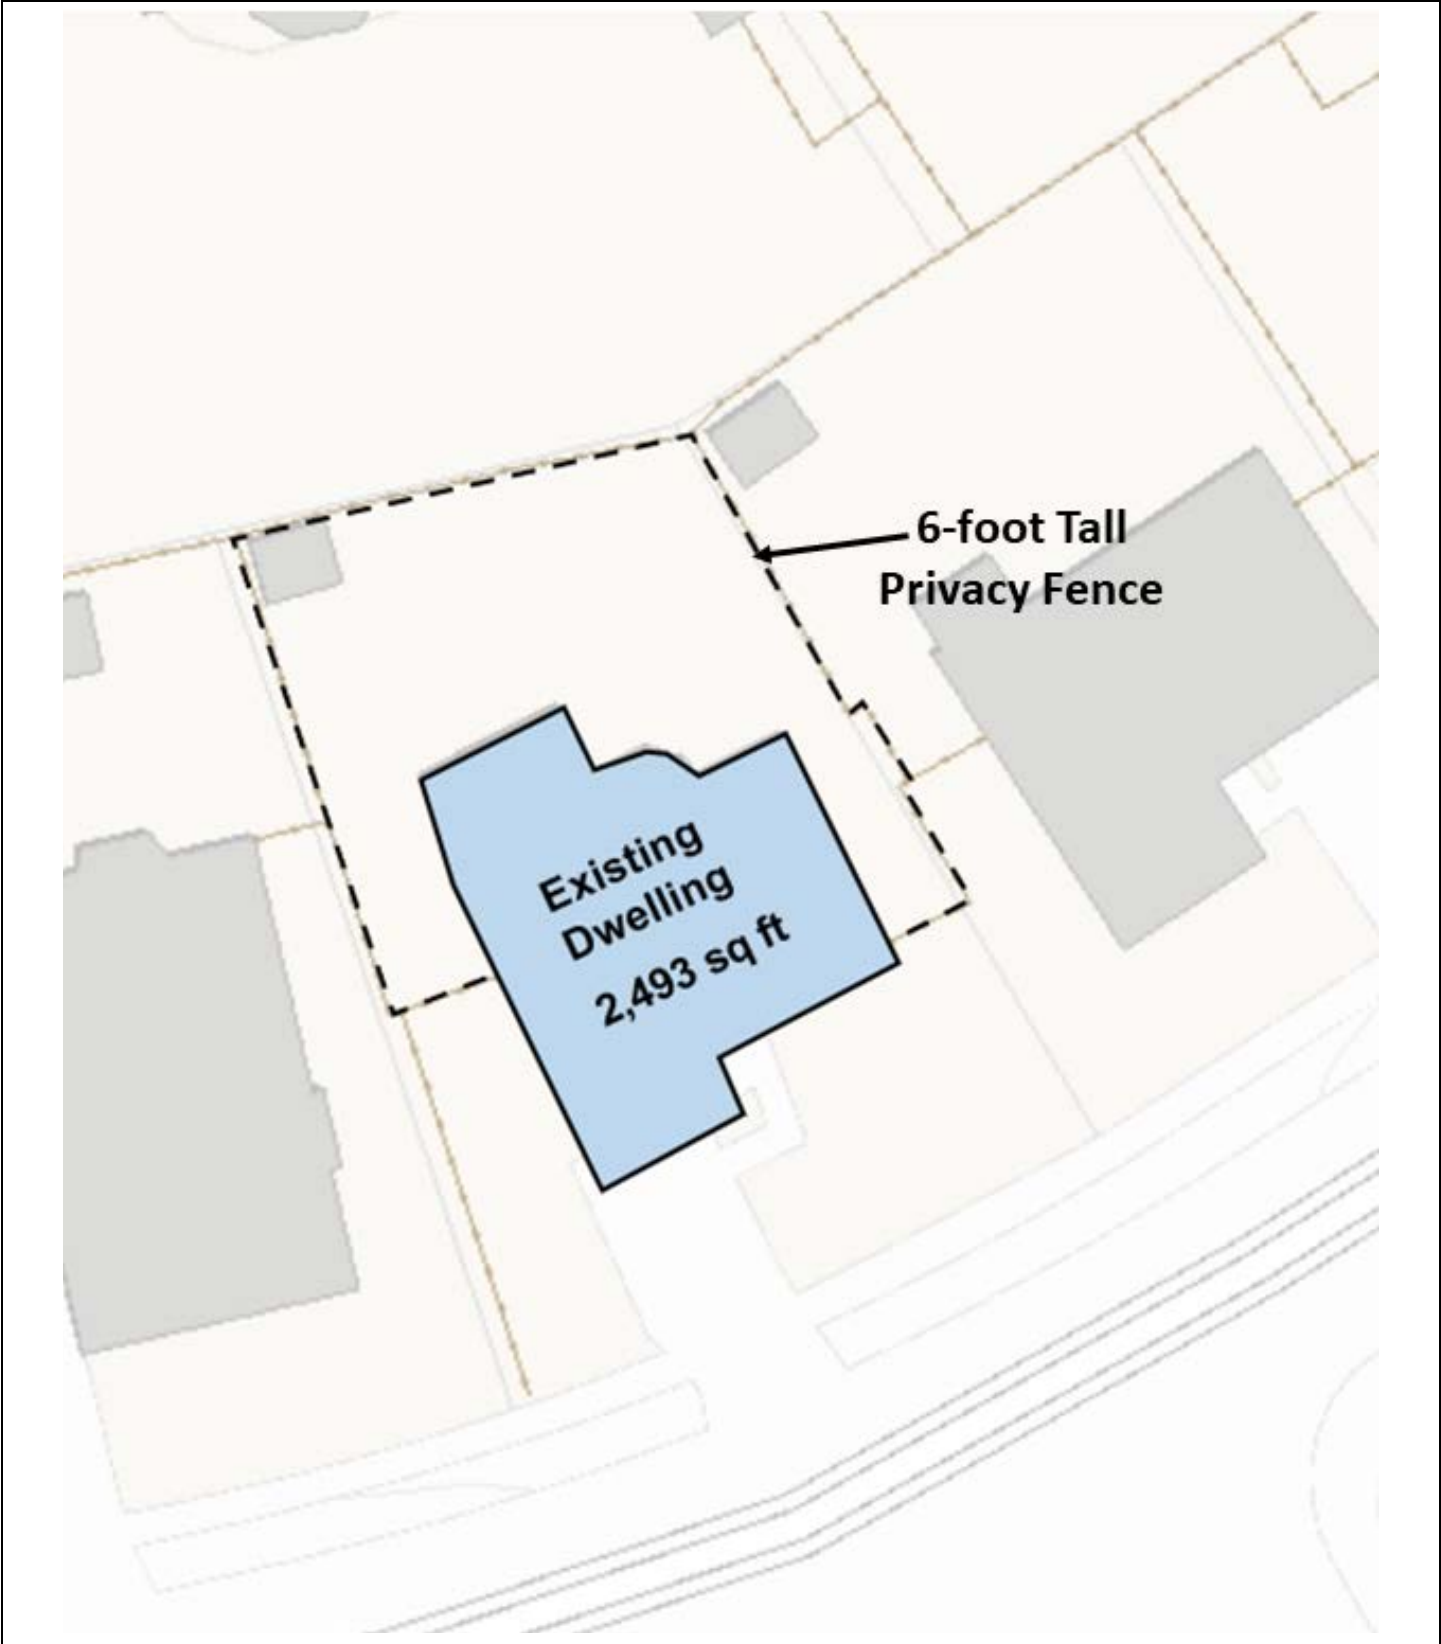 6-foot Tall
Privacy Fence
Existing
Dwelling
2,493 sq ft